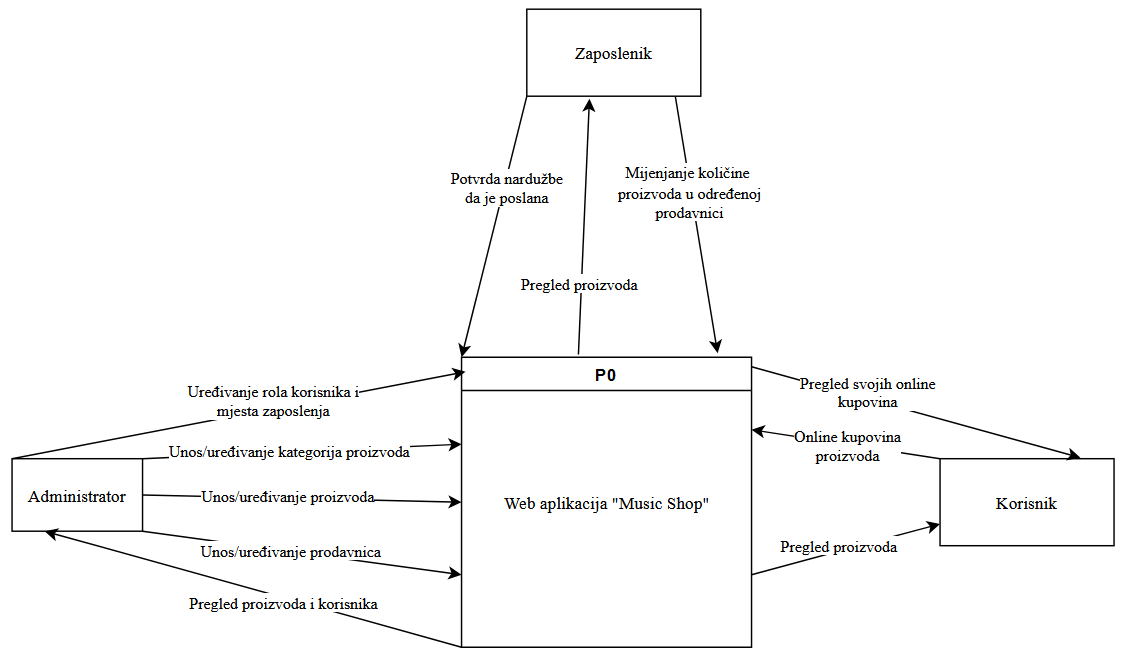 Zaposlenik
Potvrda nardužbe
da je poslana
Mijenjanje količine
proizvoda u određenoj
prodavnici
Pregled proizvoda
P0
Uređivanje rola korisnika i
mjesta zaposlenja
Unos/uređivanje kategorija proizvoda
Administrator
Unos/uređivanje proizvoda
Unos/uređivanje prodavnica
Pregled proizvoda i korisnika
Web aplikacija "Music Shop"
Pregled svojih online
kupovina
Online kupovina
proizvoda
Korisnik
Pregled proizvoda